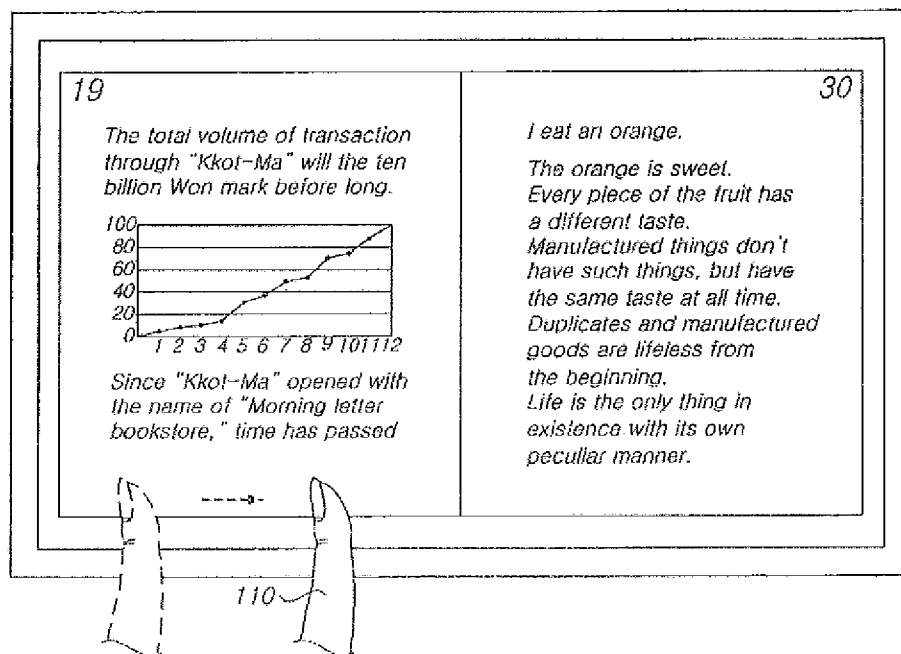 19
The total volume of transaction
through "Kkot-Ma" will the ten
billion Won mark before long.
100
80
60
40
20
0
1 2 3 4 5 6 7 8 9 10 11 12
Since "Kkot-Ma" opened with
the name of "Morning letter
bookstore," time has passed
30
I eat an orange.
The orange is sweet.
Every piece of the fruit has
a different taste.
Manufactured things don't
have such things, but have
the same taste at all time.
Duplicates and manufactured
goods are lifeless from
the beginning.
Life is the only thing in
existence with its own
peculiar manner.
110